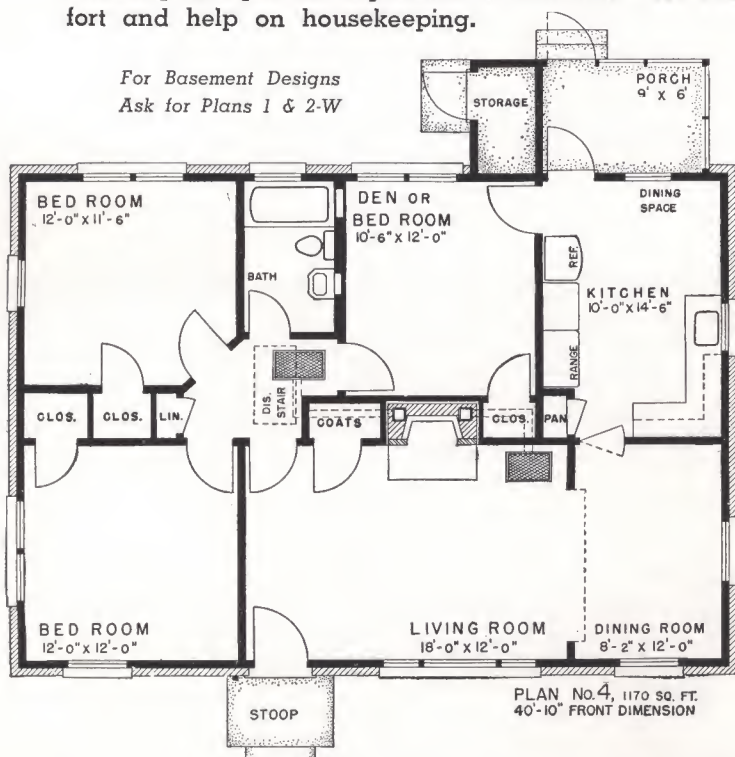 fort and help on housekeeping.
For Basement Designs
Ask for Plans 1 & 2-W
STORAGE
PORCH
9' X 6'
BED ROOM
12'-0" X 11'-6"
BATH
DEN OR
BED ROOM
10'-6" X 12'-0"
DINING
SPACE
REF.
KITCHEN
10'-0" X 14'-6"
RANGE
CLOS.
CLOS.
LIN.
DIS.
STAIR
COATS
CLOS.
PAN
BED ROOM
12'-0" X 12'-0"
LIVING ROOM
18'-0" X 12'-0"
DINING ROOM
8'-2" X 12'-0"
STOOP
PLAN No. 4, 1170 SQ. FT.
40'-10" FRONT DIMENSION